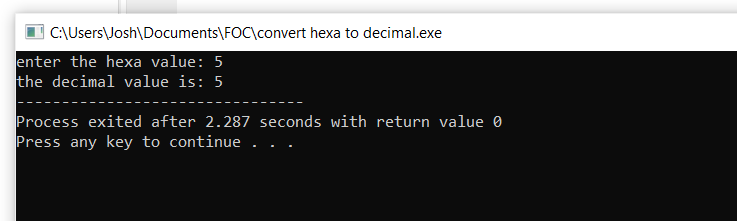 C:\Users\Josh\Documents\FOC\convert hexa to decimal.exe
enter the hexa value: 5
the decimal value is: 5
--------------------------------
Process exited after 2.287 seconds with return value 0
Press any key to continue . . .